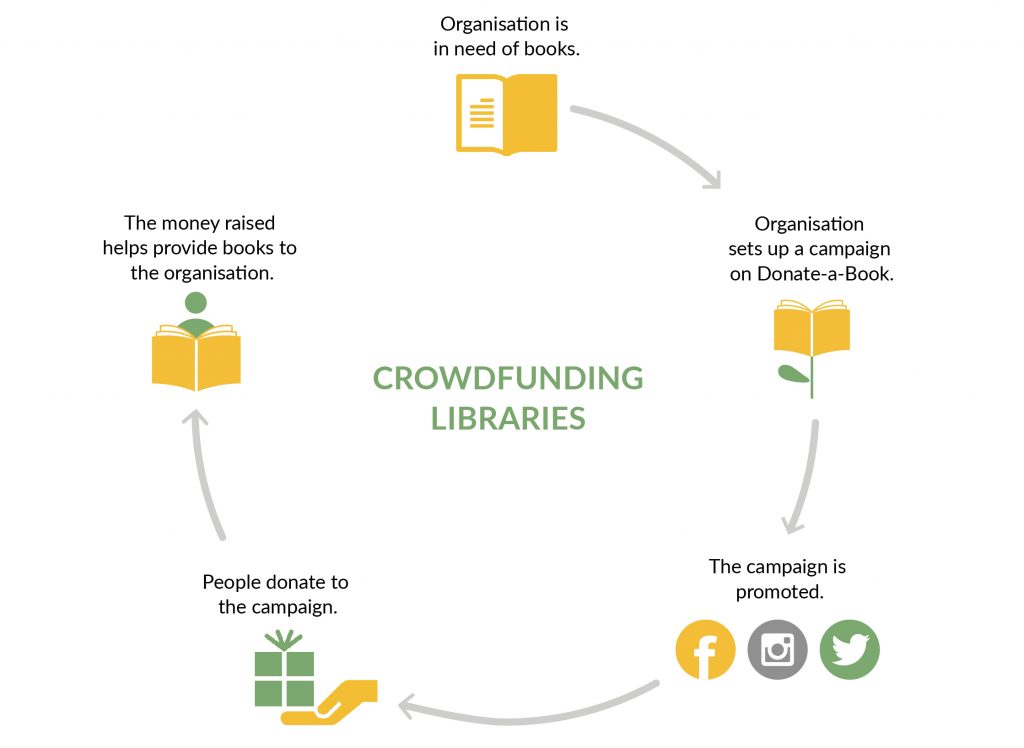 Organisation is
in need of books.
Organisation
sets up a campaign
on Donate-a-Book.
The campaign is
promoted.
People donate to
the campaign.
The money raised
helps provide books to
the organisation.
CROWDFUNDING
LIBRARIES